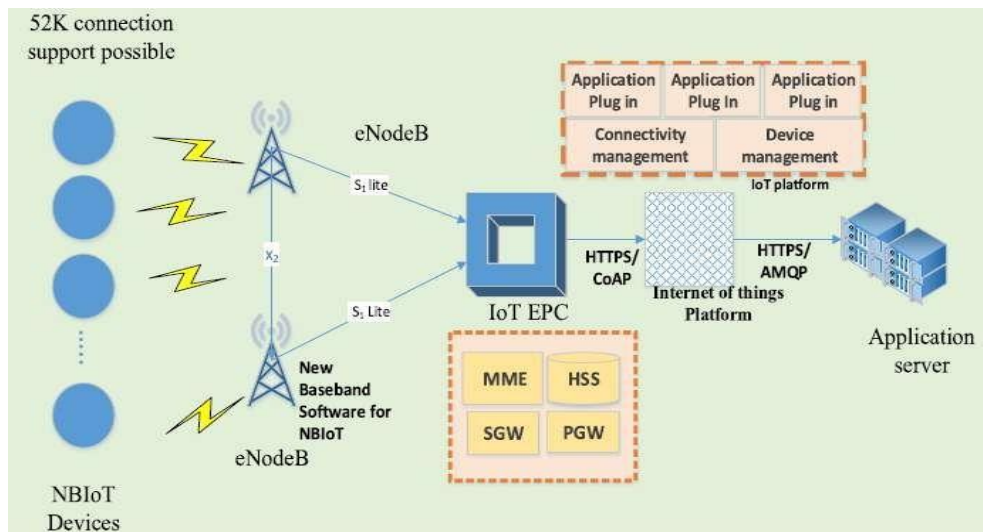 52K connection
support possible
eNodeB
S1 lite
X2
S1 Lite
New
Baseband
Software for
NBIoT
eNodeB
NBIoT
Devices
IoT EPC
MME
HSS
SGW
PGW
HTTPS/
CoAP
Application
Plug in
Application
Plug In
Application
Plug in
Connectivity
management
Device
management
IoT platform
Internet of things
Platform
HTTPS/
AMQP
Application
server